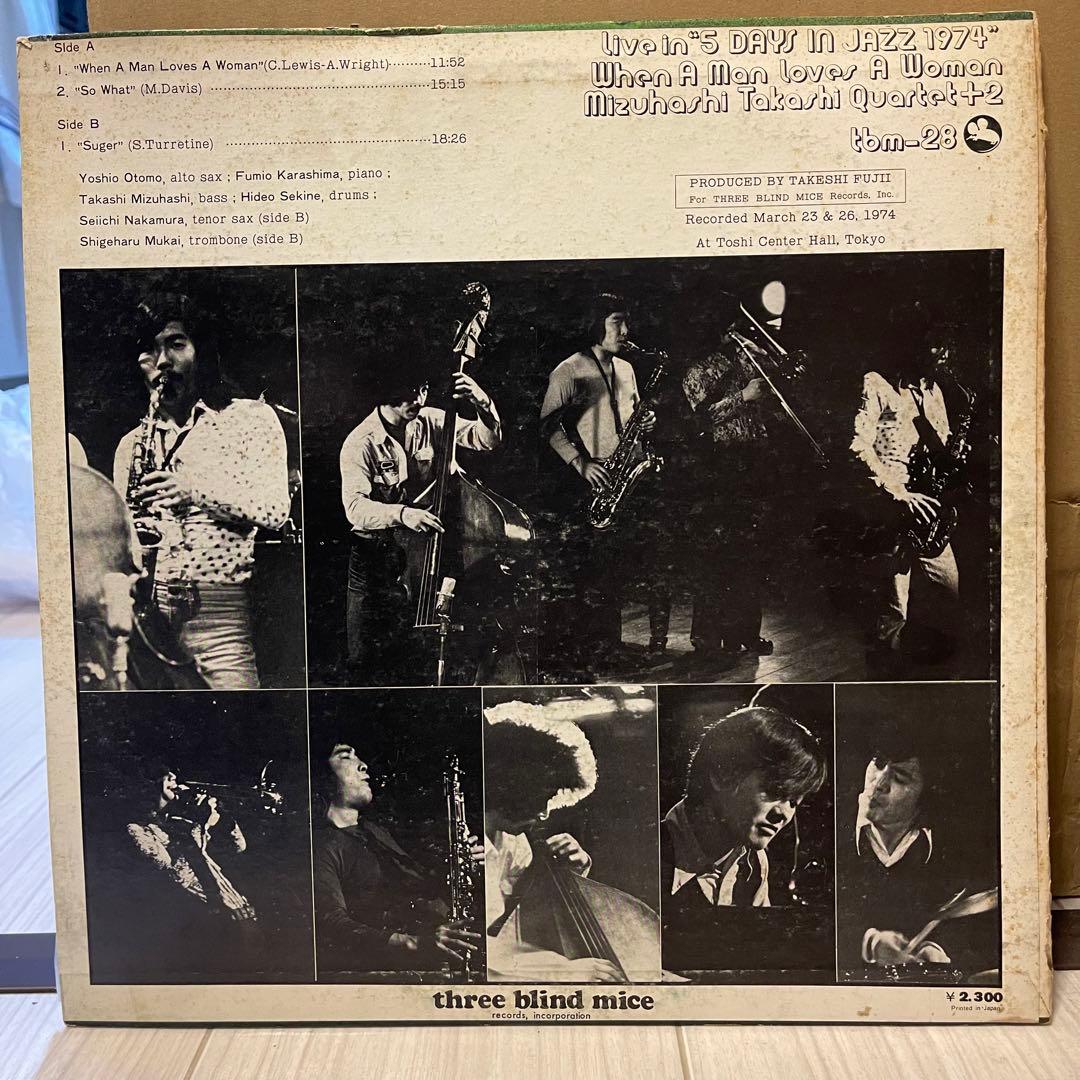 Side A
1. "When A Man Loves A Woman"(C.Lewis-A.Wright)·········11:52
2. "So What" (M.Davis) ················································15:15
Side B
1. "Suger" (S.Turretine) ·············································18:26
Yoshio Otomo, alto sax ; Fumio Karashima, piano ;
Takashi Mizuhashi, bass ; Hideo Sekine, drums ;
Seiichi Nakamura, tenor sax (side B)
Shigeharu Mukai, trombone (side B)
Live in "5 DAYS IN JAZZ 1974"
When A Man Loves A Woman
Mizuhashi Takashi Quartet+2
tbm-28
PRODUCED BY TAKESHI FUJII
For THREE BLIND MICE Records, Inc.
Recorded March 23 & 26, 1974
At Toshi Center Hall, Tokyo
three blind mice
records, incorporation
¥ 2.300
Printed in Japan